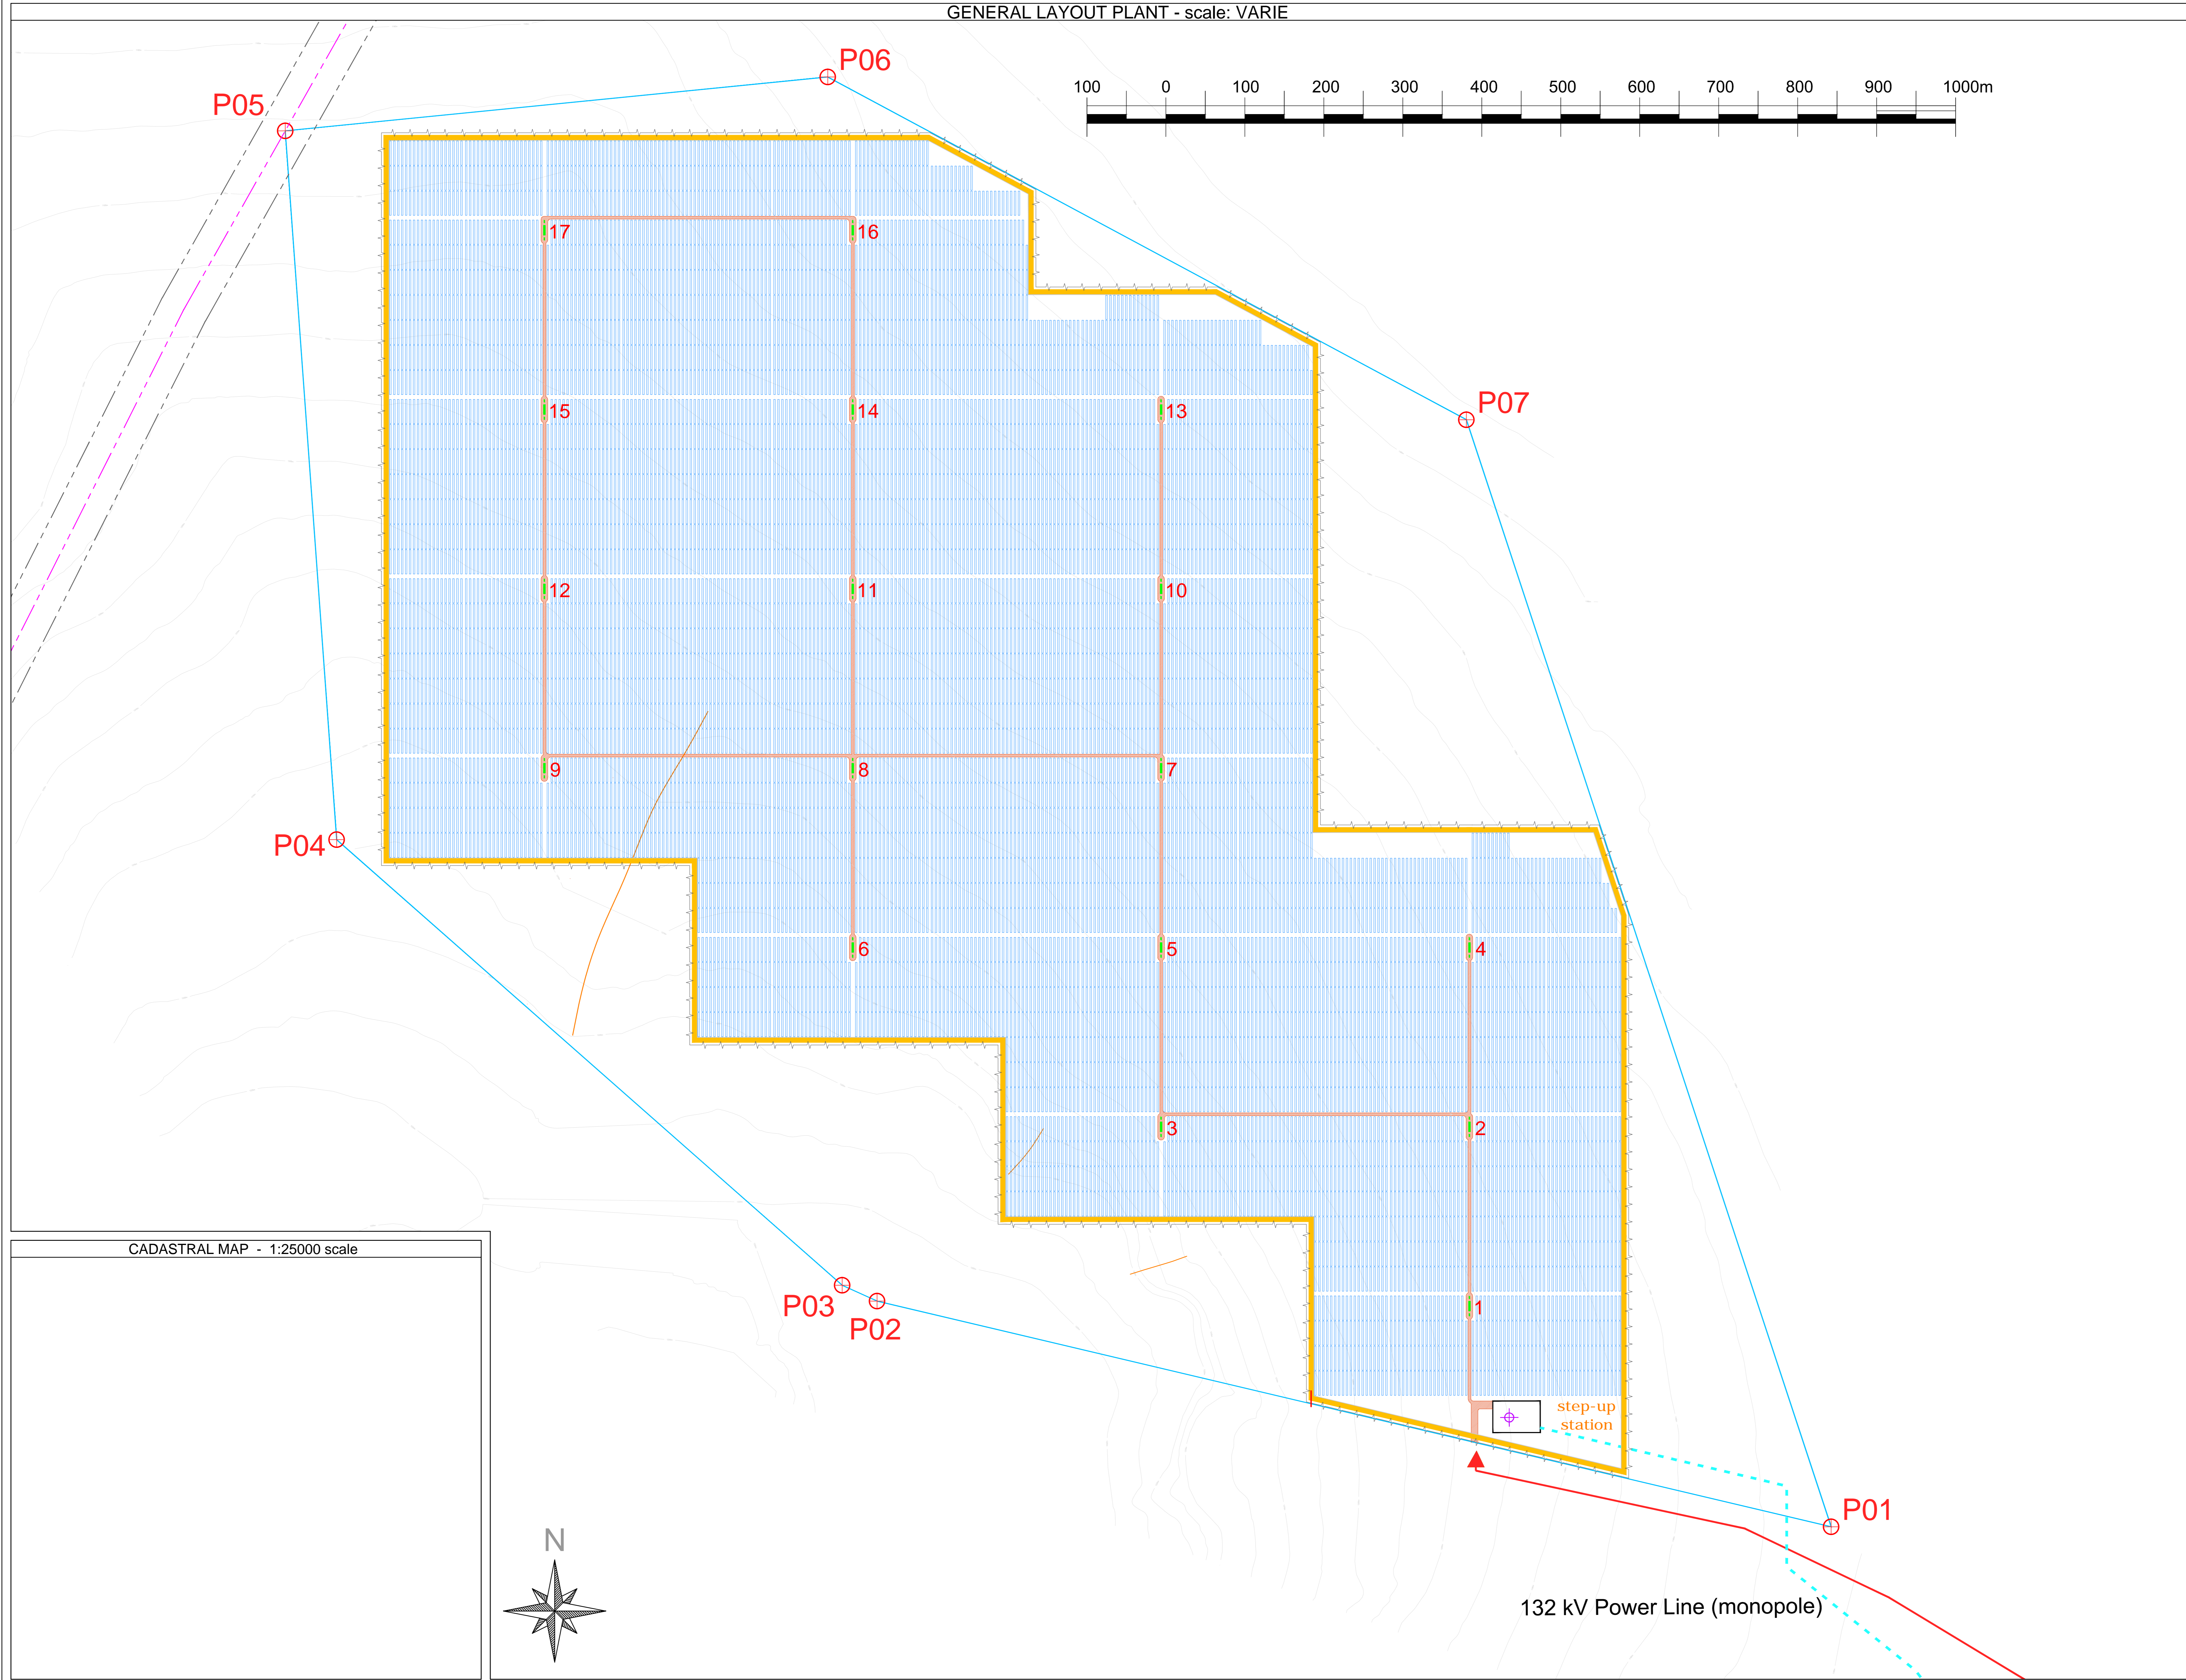 GENERAL LAYOUT PLANT - scale: VARIE
P06
100 0 100 200 300 400 500 600 700 800 900 1000m
P05
17 16
P07
15 14 13
12 11 10
9 8 7
P04
6 5 4
3 2
CADASTRAL MAP - 1:25000 scale
P03
1
P02
step-up
station
P01
N
132 kV Power Line (monopole)